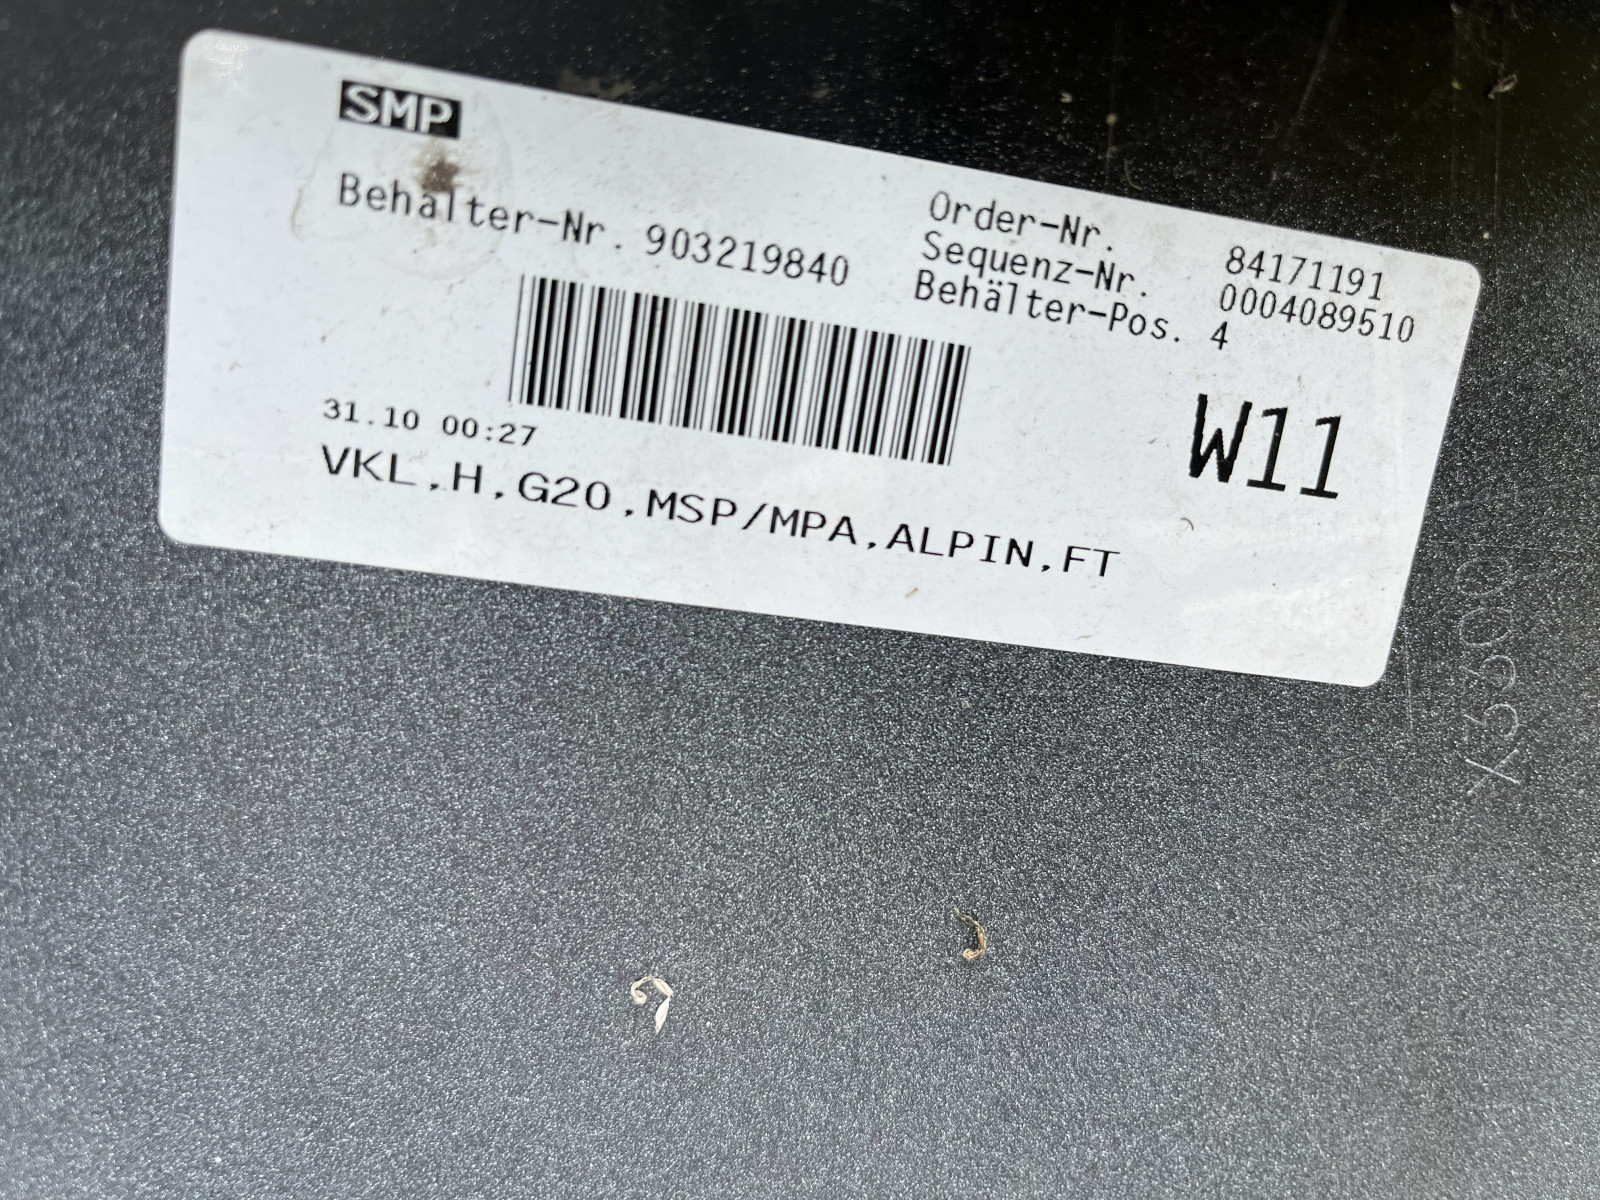 SMP
Behälter-Nr. 903219840
Order-Nr. 84171191
Sequenz-Nr. 0004089510
Behälter-Pos. 4
W11
31.10 00:27
VKL,H,G20,MSP/MPA,ALPIN,FT